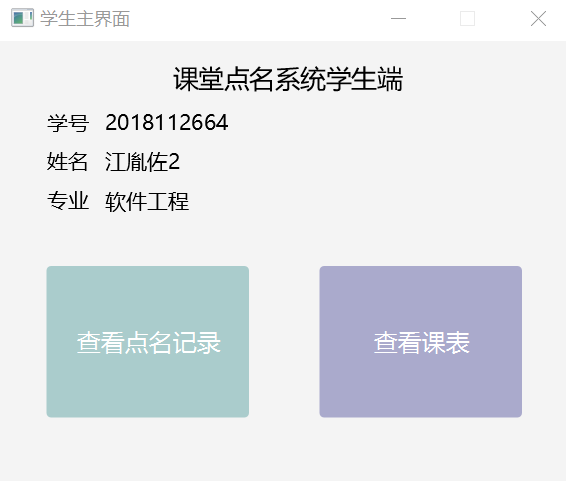 学生主界面
课堂点名系统学生端
学号 2018112664
姓名 江胤佐2
专业 软件工程
查看点名记录 查看课表